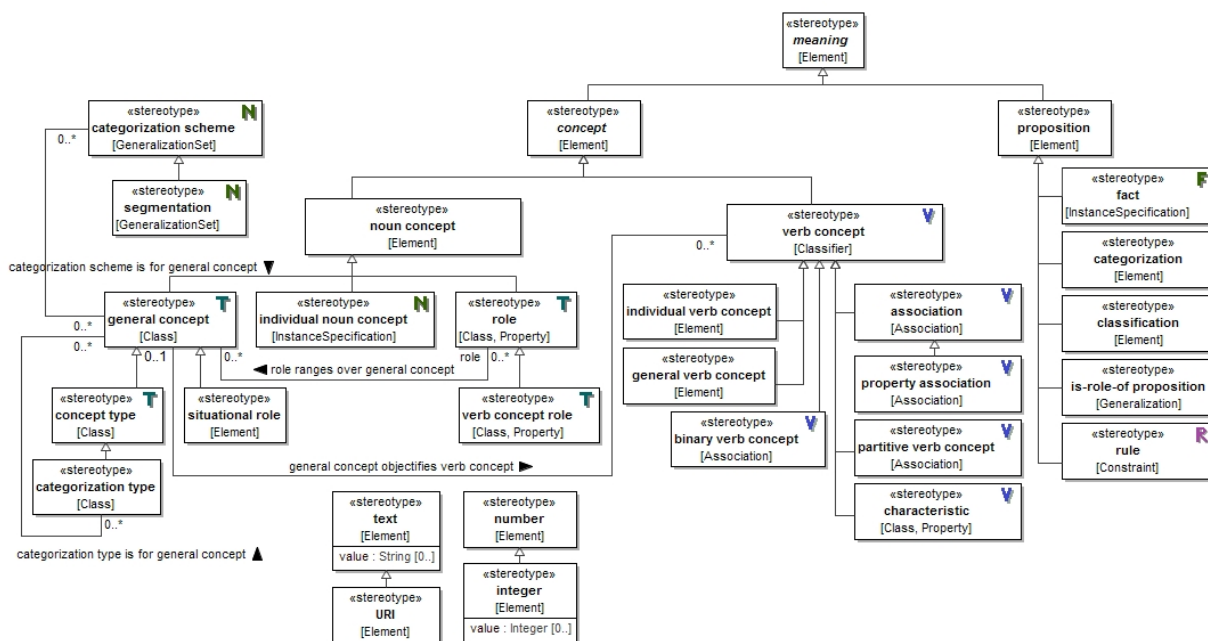 «stereotype»
meaning
[Element]
«stereotype»
categorization scheme
[GeneralizationSet]
N
0..*
«stereotype»
concept
[Element]
«stereotype»
proposition
[Element]
«stereotype»
segmentation
[GeneralizationSet]
N
«stereotype»
fact
[InstanceSpecification]
F
«stereotype»
noun concept
[Element]
«stereotype»
verb concept
[Classifier]
V
0..*
«stereotype»
categorization
[Element]
categorization scheme is for general concept
«stereotype»
general concept
[Class]
T
0..*
0..*
0..1
0..*
«stereotype»
individual noun concept
[InstanceSpecification]
N
«stereotype»
role
[Class, Property]
T
role
0..*
role ranges over general concept
«stereotype»
individual verb concept
[Element]
«stereotype»
association
[Association]
V
«stereotype»
classification
[Element]
«stereotype»
general verb concept
[Element]
«stereotype»
property association
[Association]
V
«stereotype»
is-role-of proposition
[Generalization]
«stereotype»
concept type
[Class]
T
«stereotype»
situational role
[Element]
«stereotype»
verb concept role
[Class, Property]
T
«stereotype»
binary verb concept
[Association]
V
«stereotype»
partitive verb concept
[Association]
V
«stereotype»
rule
[Constraint]
R
general concept objectifies verb concept
«stereotype»
categorization type
[Class]
0..*
categorization type is for general concept
«stereotype»
characteristic
[Class, Property]
V
«stereotype»
text
[Element]
value : String [0..]
«stereotype»
number
[Element]
«stereotype»
URI
[Element]
«stereotype»
integer
[Element]
value : Integer [0..]